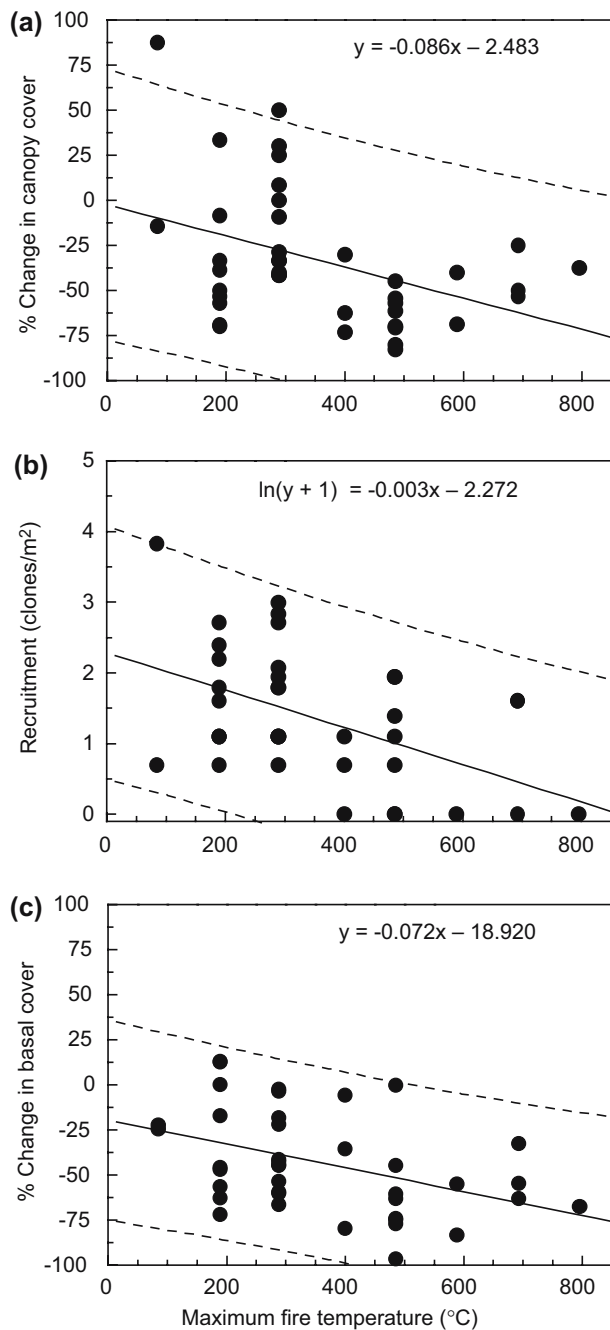 (a)
y = -0.086x – 2.483
% Change in canopy cover
100
75
50
25
0
-25
-50
-75
-100
0 200 400 600 800
(b)
ln(y + 1) = -0.003x – 2.272
Recruitment (clones/m²)
5
4
3
2
1
0
0 200 400 600 800
(c)
y = -0.072x – 18.920
% Change in basal cover
100
75
50
25
0
-25
-50
-75
-100
0 200 400 600 800
Maximum fire temperature (°C)